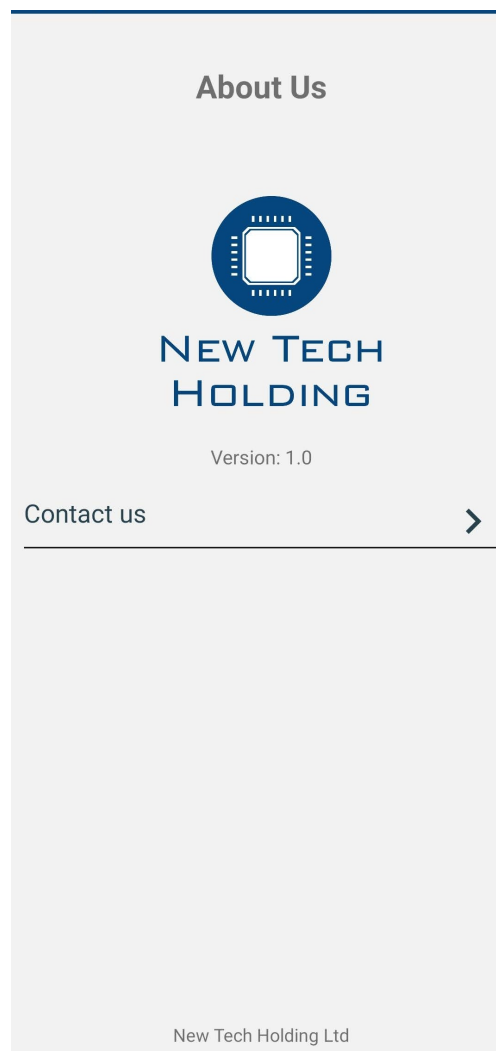 About Us
NEW TECH
HOLDING
Version: 1.0
Contact us
New Tech Holding Ltd